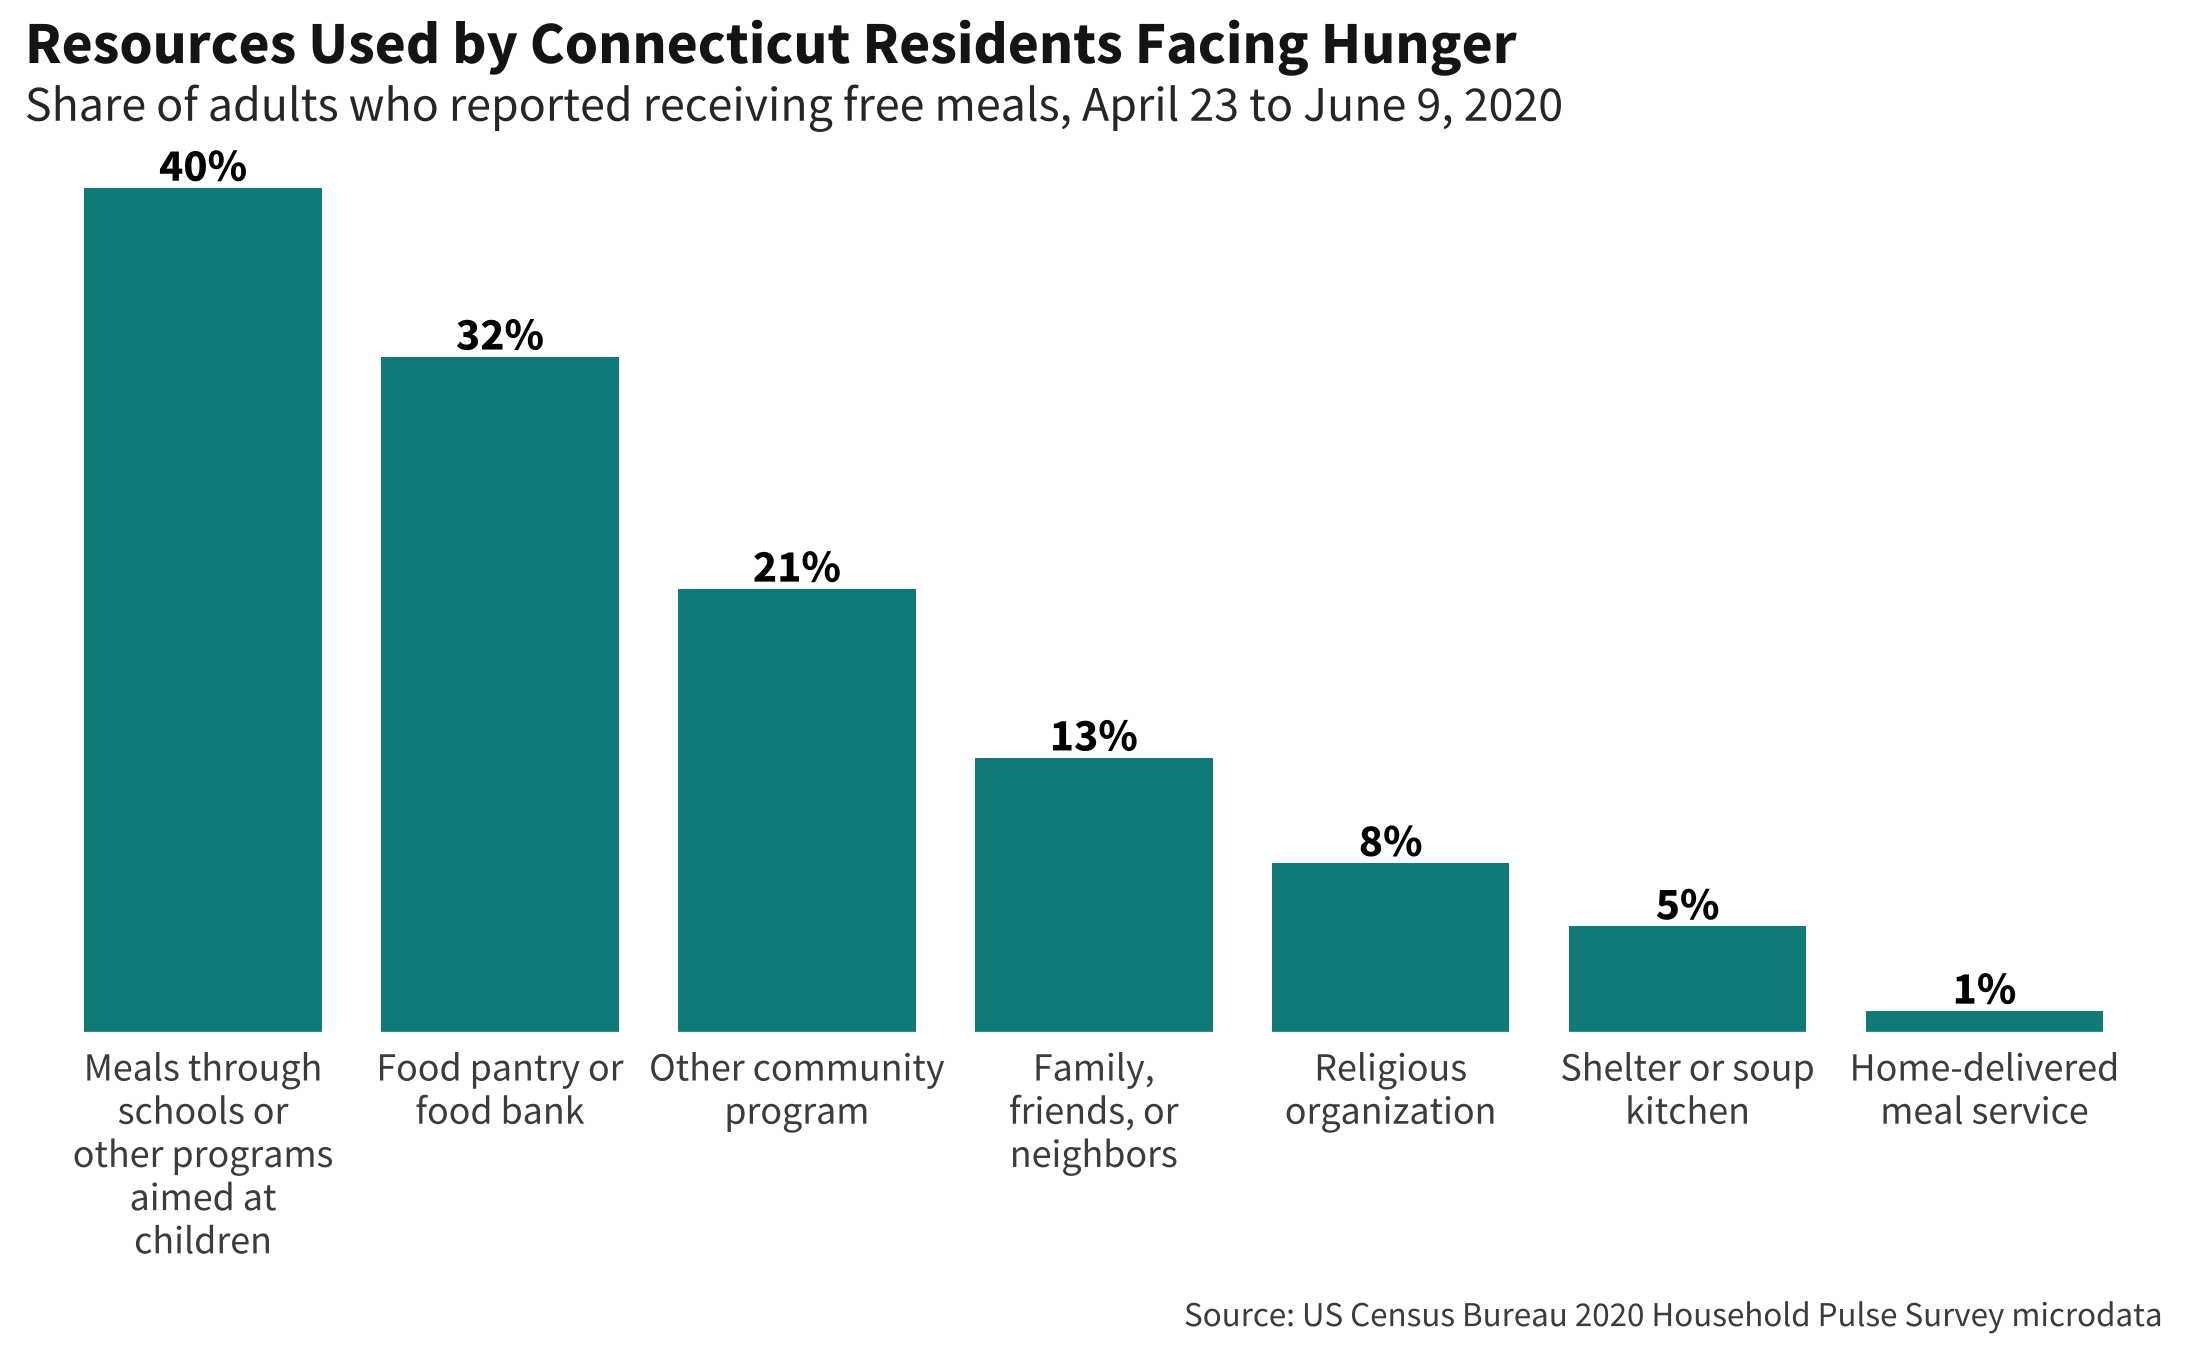 Resources Used by Connecticut Residents Facing Hunger
Share of adults who reported receiving free meals, April 23 to June 9, 2020
40%
32%
21%
13%
8%
5%
1%
Meals through
schools or
other programs
aimed at
children
Food pantry or
food bank
Other community
program
Family,
friends, or
neighbors
Religious
organization
Shelter or soup
kitchen
Home-delivered
meal service
Source: US Census Bureau 2020 Household Pulse Survey microdata